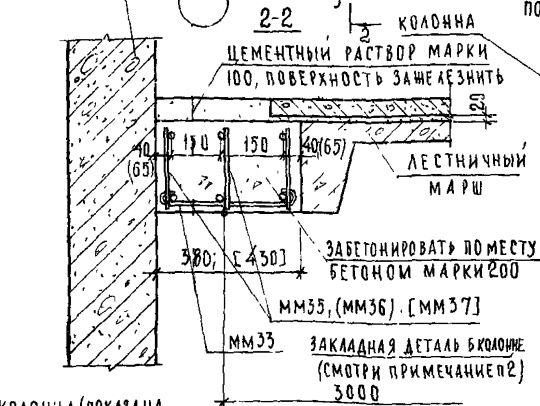 2-2
2
КОЛОННА
ПО
ЦЕМЕНТНЫЙ РАСТВОР МАРКИ
100, ПОВЕРХНОСТЬ ЗАЖЕЛЕЗНИТЬ
20
40
(65)
150
150
40(65)
ЛЕСТНИЧНЫЙ
МАРШ
ЗАБЕТОНИРОВАТЬ ПО МЕСТУ
БЕТОНОМ МАРКИ 200
380; [430]
ММ35, (ММ36). [ММ37]
ММ33
ЗАКЛАДНАЯ ДЕТАЛЬ В КОЛОННЕ
(СМОТРИ ПРИМЕЧАНИЕ П2)
3000